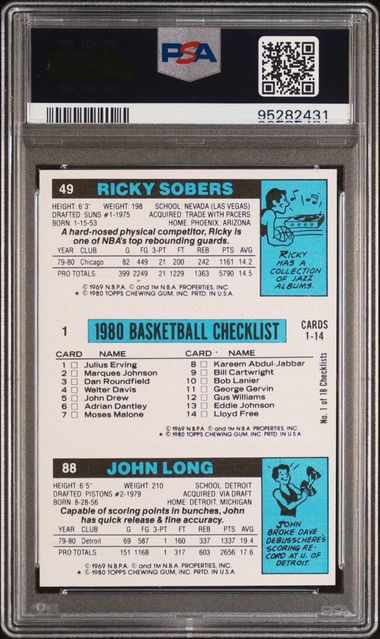 PSA
95282431
49 RICKY SOBERS
HEIGHT: 6'3" WEIGHT: 198 SCHOOL: NEVADA (LAS VEGAS)
DRAFTED: SUNS #1-1975 ACQUIRED: TRADE WITH PACERS
BORN: 1-15-53 HOME: PHOENIX, ARIZONA
A hard-nosed physical competitor, Ricky is
one of NBA's top rebounding guards.
YEAR CLUB G FG 3-PT FT REB PTS AVG
79-80 Chicago 82 449 21 200 242 1161 14.2
PRO TOTALS 399 2249 21 1229 1363 5790 14.5
© 1969 N.B.P.A. © and TM N.B.A. PROPERTIES, INC.
* © 1980 TOPPS CHEWING GUM, INC. PRTD. IN U.S.A.
RICKY
HAS A
COLLECTION
OF JAZZ
ALBUMS.
1 1980 BASKETBALL CHECKLIST CARDS
1-14
CARD NAME CARD NAME
1 □ Julius Erving 8 □ Kareem Abdul-Jabbar
2 □ Marques Johnson 9 □ Bill Cartwright
3 □ Dan Roundfield 10 □ Bob Lanier
4 □ Walter Davis 11 □ George Gervin
5 □ John Drew 12 □ Gus Williams
6 □ Adrian Dantley 13 □ Eddie Johnson
7 □ Moses Malone 14 □ Lloyd Free
No. 1 of 18 Checklists
© 1969 N.B.P.A. © and TM N.B.A. PROPERTIES, INC.
* © 1980 TOPPS CHEWING GUM, INC. PRTD. IN U.S.A.
88 JOHN LONG
HEIGHT: 6'5" WEIGHT: 210 SCHOOL: DETROIT
DRAFTED: PISTONS #2-1979 ACQUIRED: VIA DRAFT
BORN: 8-28-56 HOME: DETROIT, MICHIGAN
Capable of scoring points in bunches, John
has quick release & fine accuracy.
YEAR CLUB G FG 3-PT FT REB PTS AVG
79-80 Detroit 69 587 1 160 337 1337 19.4
PRO TOTALS 151 1168 1 317 603 2656 17.6
© 1969 N.B.P.A. © and TM N.B.A. PROPERTIES, INC.
* © 1980 TOPPS CHEWING GUM, INC. PRTD. IN U.S.A.
JOHN
BROKE DAVE
DEBUSSCHERE'S
SCORING RE-
CORD AT U. OF
DETROIT.